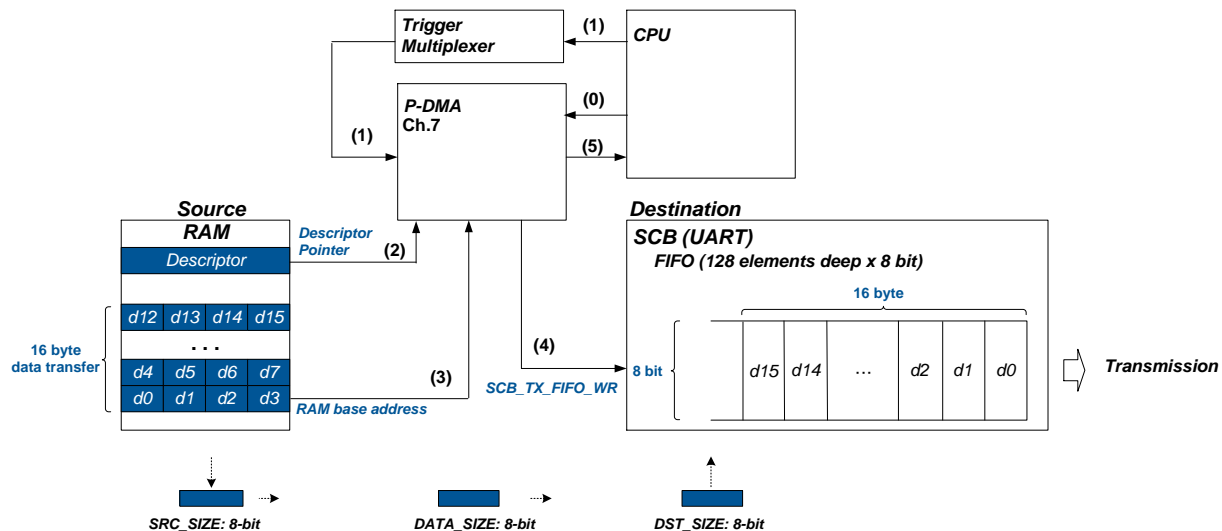 Trigger
Multiplexer
(1)
CPU
P-DMA
Ch.7
(0)
(1)
(5)
Source
RAM
Descriptor
Descriptor
Pointer
(2)
d12 d13 d14 d15
. . .
d4 d5 d6 d7
d0 d1 d2 d3
16 byte
data transfer
(3)
RAM base address
(4)
SCB_TX_FIFO_WR
Destination
SCB (UART)
FIFO (128 elements deep x 8 bit)
16 byte
8 bit
d15 d14 ... d2 d1 d0
Transmission
SRC_SIZE: 8-bit
DATA_SIZE: 8-bit
DST_SIZE: 8-bit